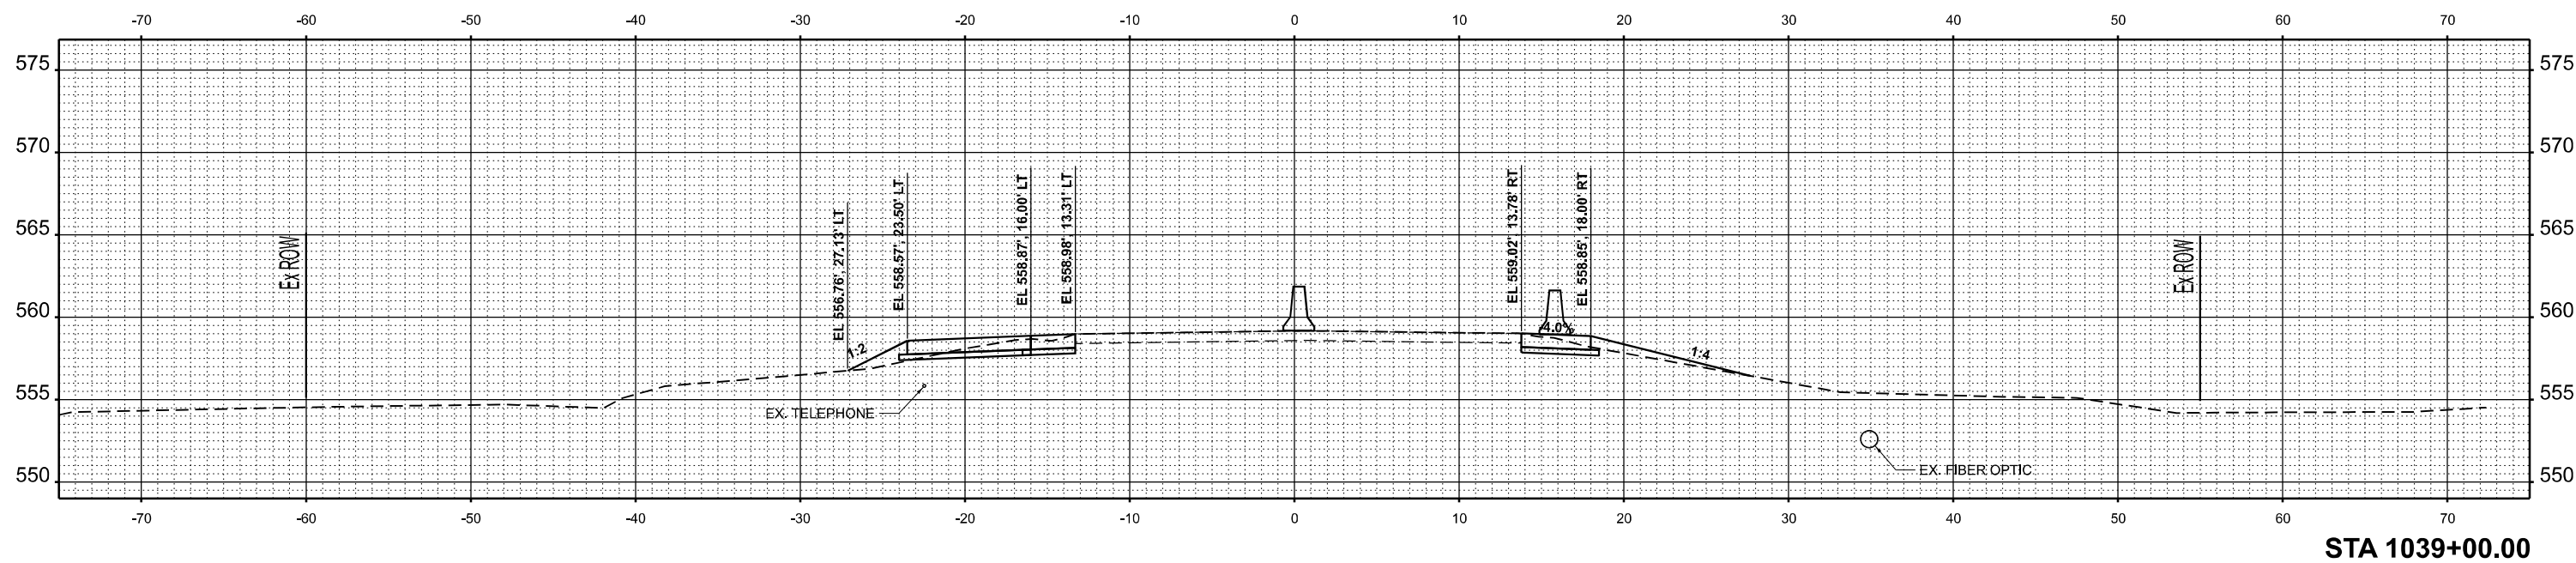 -70 -60 -50 -40 -30 -20 -10 0 10 20 30 40 50 60 70
575 575
570 570
565 565
560 560
555 555
550 550
Ex ROW
EL 556.76', 27.13' LT
EL 558.57', 23.50' LT
EL 558.87', 16.00' LT
EL 558.98', 13.31' LT
EL 559.02', 13.78' RT
EL 558.85', 18.00' RT
Ex ROW
1:2
-4.0%
1:4
EX. TELEPHONE
EX. FIBER OPTIC
-70 -60 -50 -40 -30 -20 -10 0 10 20 30 40 50 60 70
STA 1039+00.00